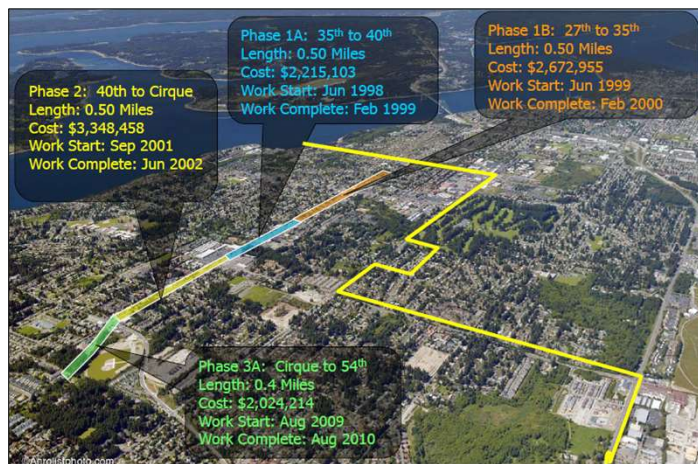 Phase 1A: 35th to 40th
Length: 0.50 Miles
Cost: $2,215,103
Work Start: Jun 1998
Work Complete: Feb 1999
Phase 1B: 27th to 35th
Length: 0.50 Miles
Cost: $2,672,955
Work Start: Jun 1999
Work Complete: Feb 2000
Phase 2: 40th to Cirque
Length: 0.50 Miles
Cost: $3,348,458
Work Start: Sep 2001
Work Complete: Jun 2002
Phase 3A: Cirque to 54th
Length: 0.4 Miles
Cost: $2,024,214
Work Start: Aug 2009
Work Complete: Aug 2010